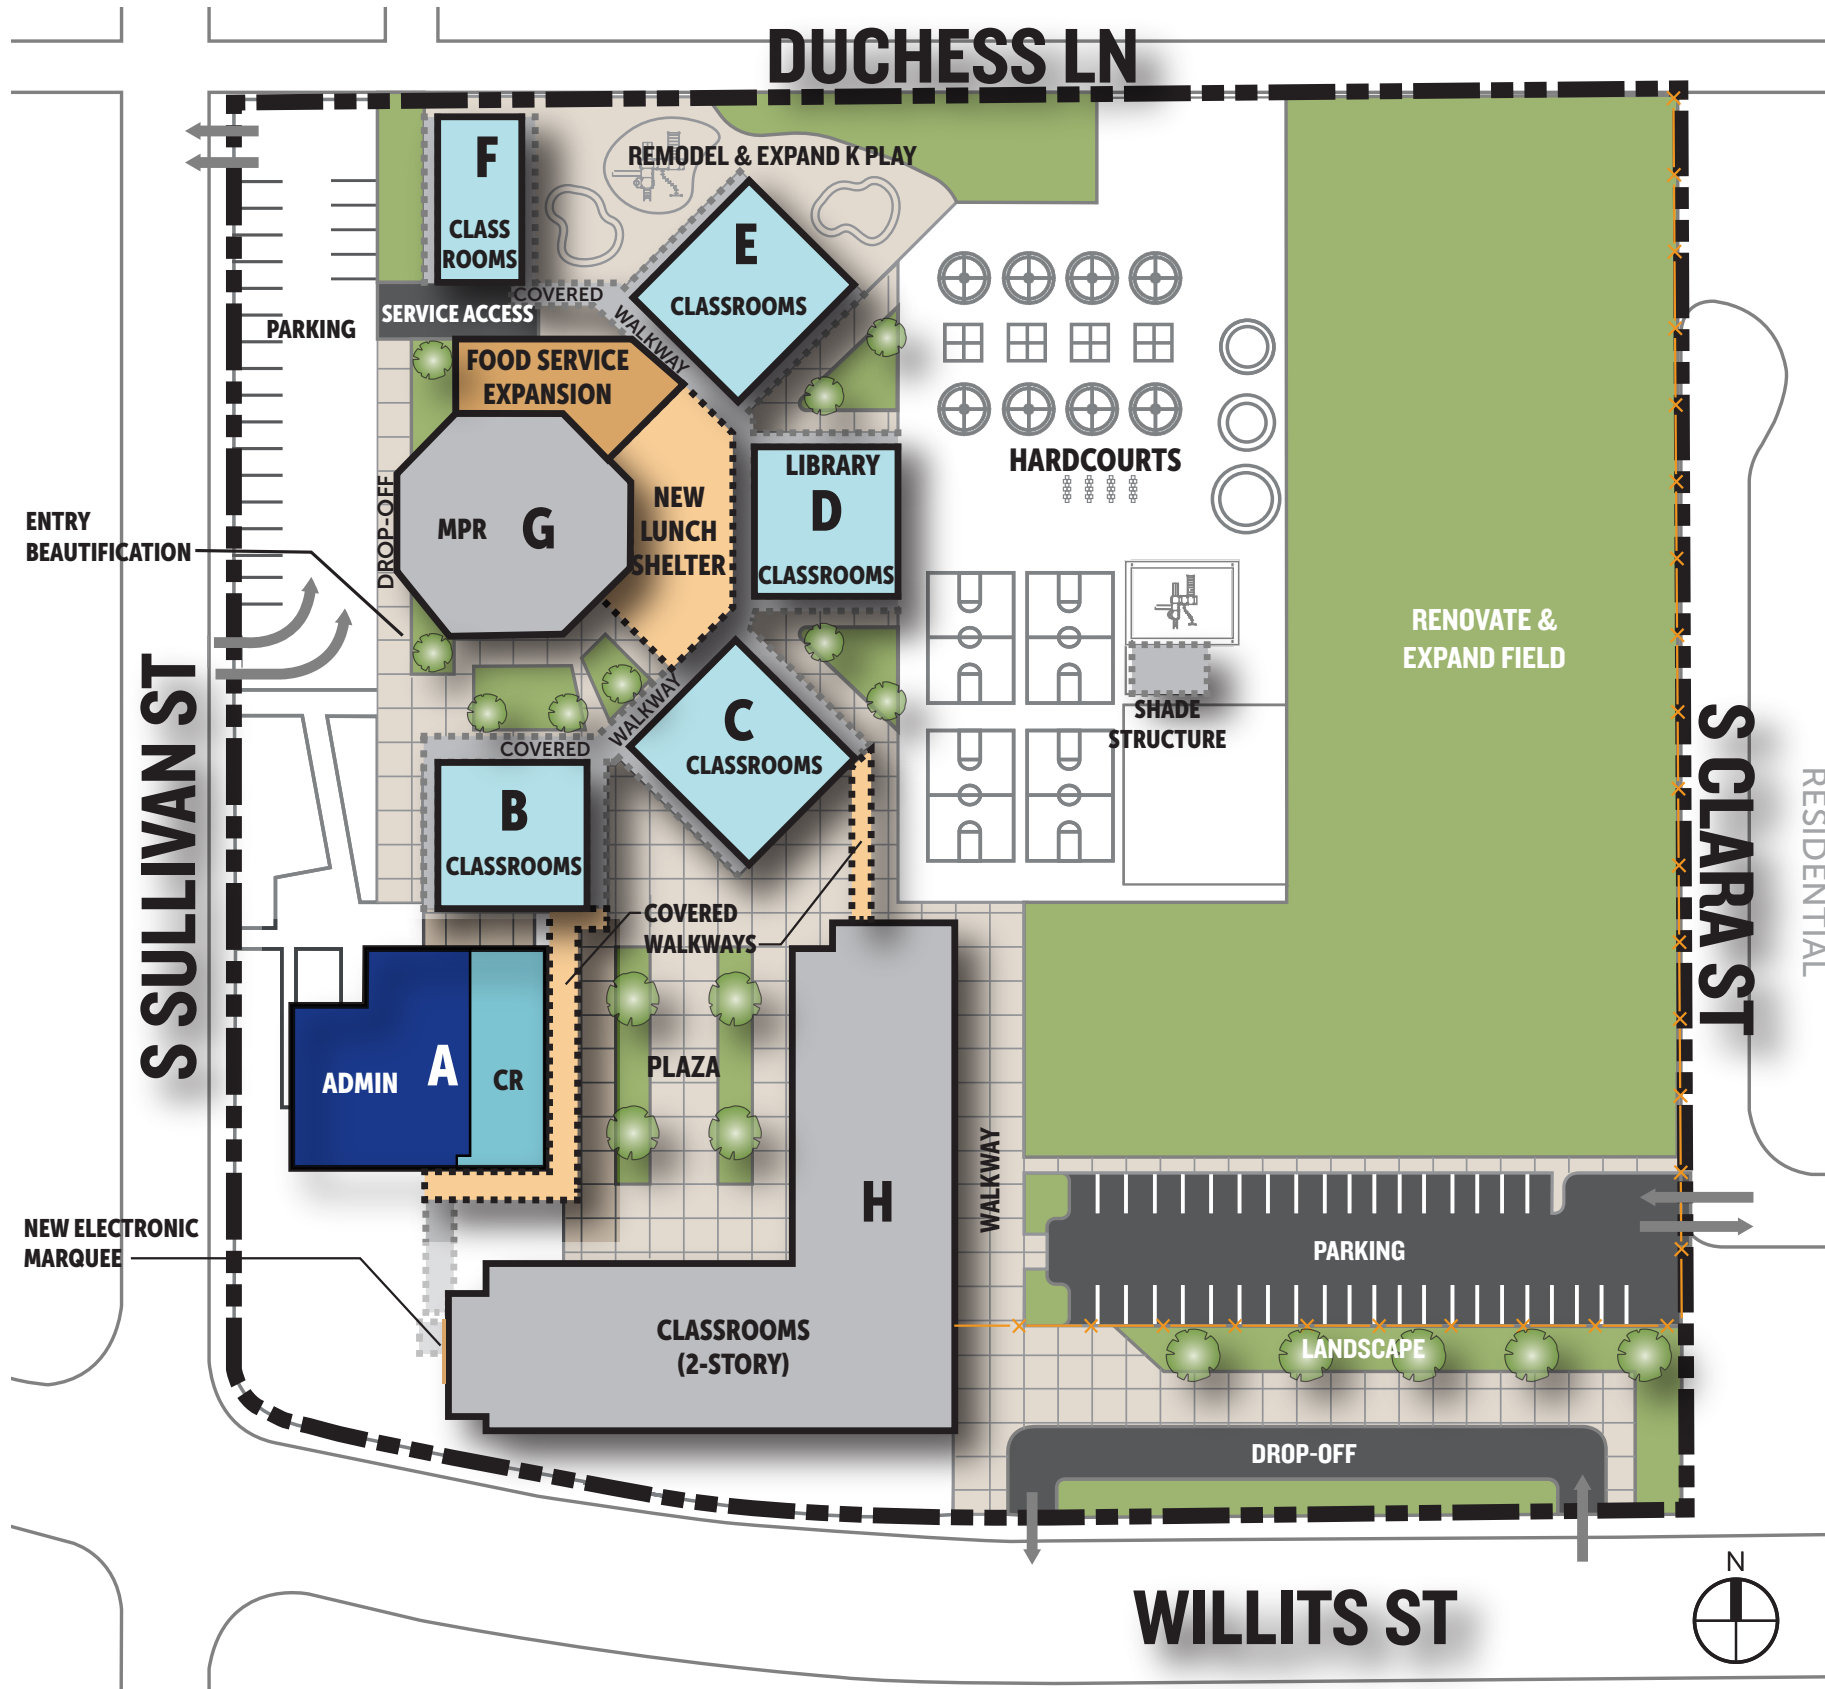 DUCHESS LN
F
CLASS
ROOMS
REMODEL & EXPAND K PLAY
E
CLASSROOMS
COVERED
WALKWAY
SERVICE ACCESS
PARKING
FOOD SERVICE
EXPANSION
LIBRARY
D
CLASSROOMS
HARDCOURTS
NEW
LUNCH
SHELTER
MPR
G
DROP-OFF
ENTRY
BEAUTIFICATION
RENOVATE &
EXPAND FIELD
SHADE
STRUCTURE
C
CLASSROOMS
WALKWAY
COVERED
B
CLASSROOMS
S SULLIVAN ST
S CLARA ST
RESIDENTIAL
COVERED
WALKWAYS
ADMIN
A
CR
PLAZA
WALKWAY
H
NEW ELECTRONIC
MARQUEE
CLASSROOMS
(2-STORY)
PARKING
LANDSCAPE
DROP-OFF
WILLITS ST
N